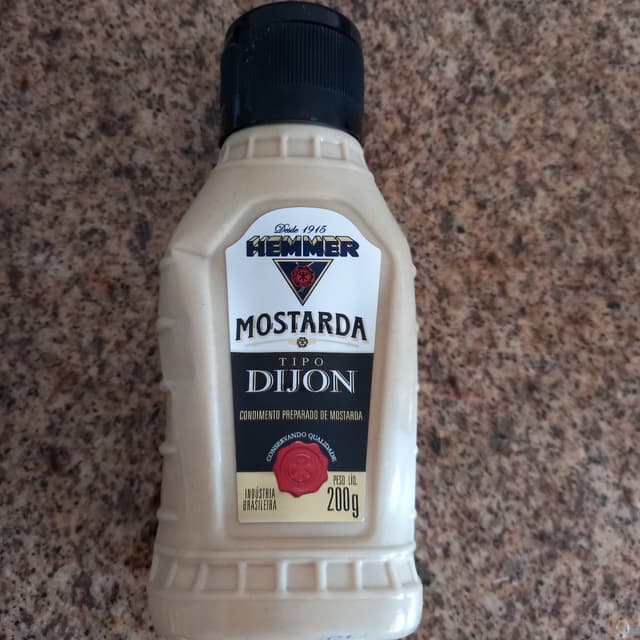 Desde 1915
HEMMER
MOSTARDA
TIPO
DIJON
CONDIMENTO PREPARADO DE MOSTARDA
CONSERVANDO QUALIDADE
INDÚSTRIA
BRASILEIRA
PESO LÍQ.
200g